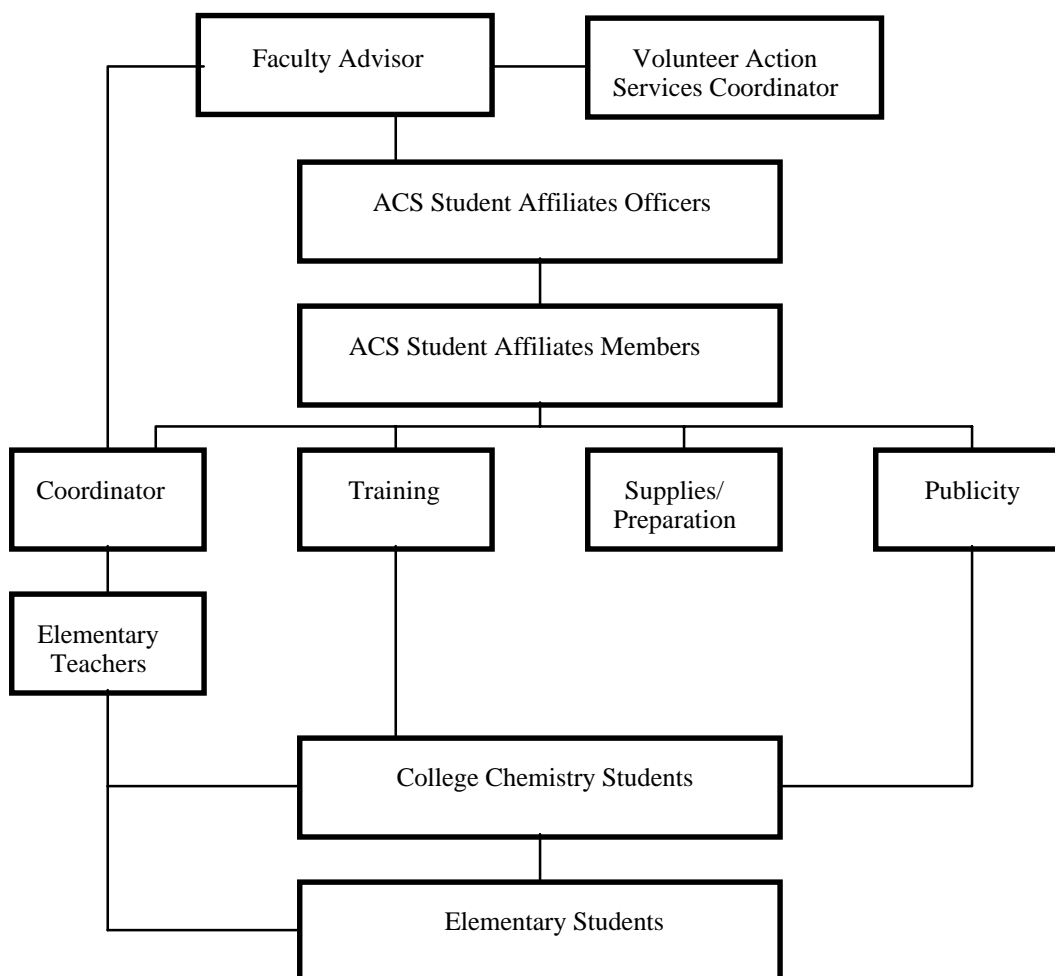 Faculty Advisor
Volunteer Action
Services Coordinator
ACS Student Affiliates Officers
ACS Student Affiliates Members
Coordinator
Training
Supplies/
Preparation
Publicity
Elementary
Teachers
College Chemistry Students
Elementary Students